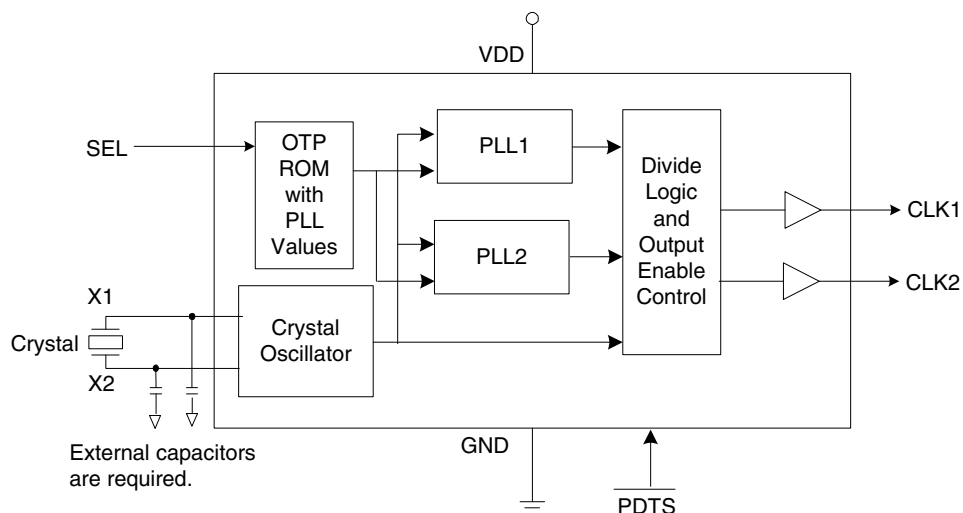 VDD
SEL
OTP
ROM
with
PLL
Values
PLL1
PLL2
Divide
Logic
and
Output
Enable
Control
CLK1
CLK2
X1
Crystal
X2
Crystal
Oscillator
External capacitors
are required.
GND
PDTS